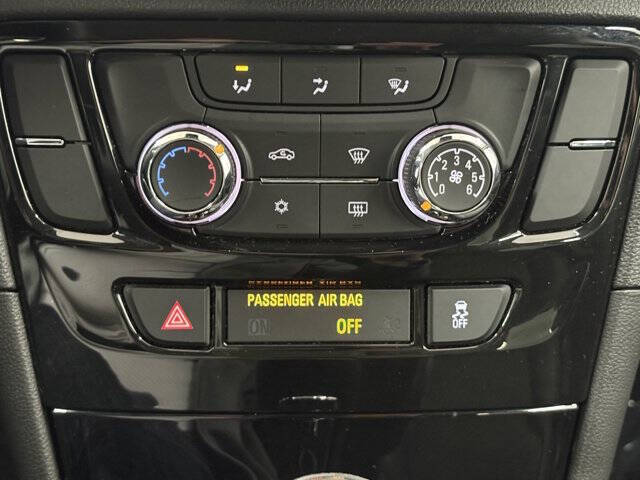 3
2 4
1 5
0 6
PASSENGER AIR BAG
ON OFF
OFF